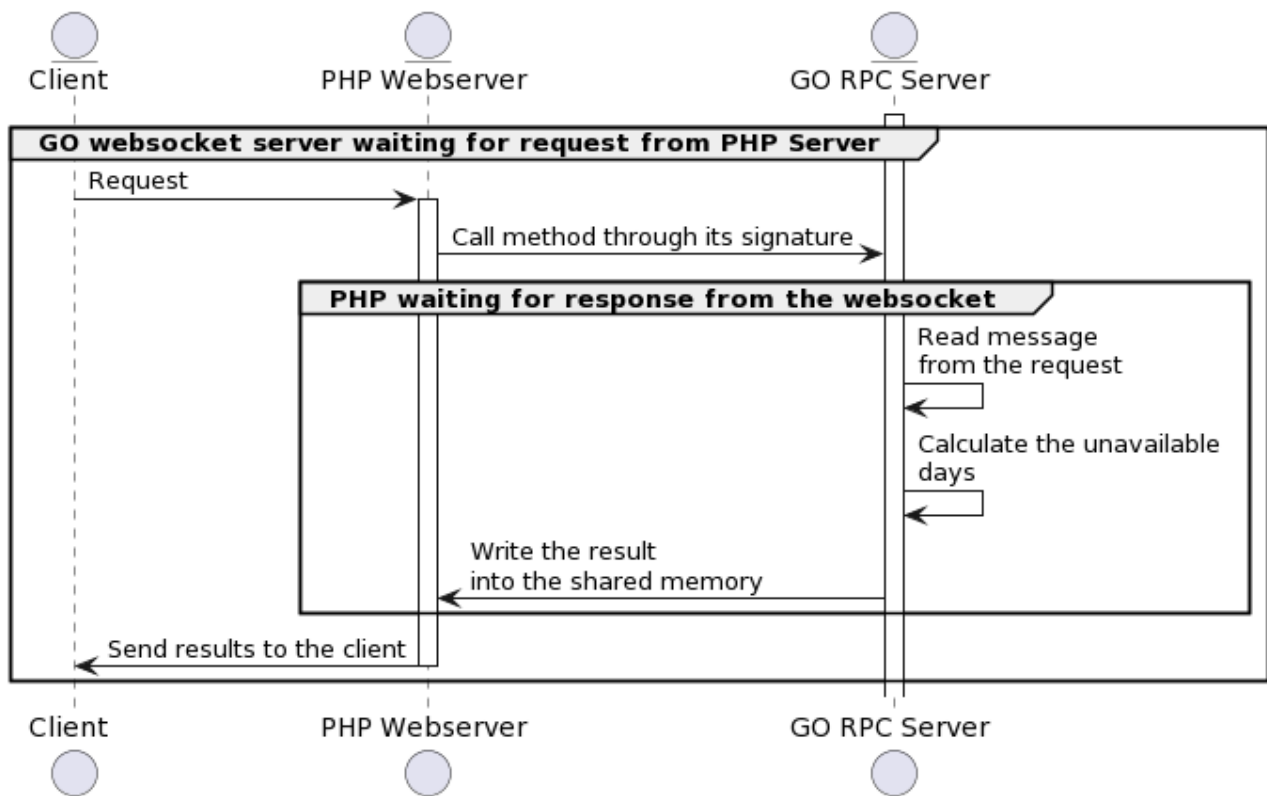 Client
PHP Webserver
GO RPC Server
GO websocket server waiting for request from PHP Server
Request
Call method through its signature
PHP waiting for response from the websocket
Read message
from the request
Calculate the unavailable
days
Write the result
into the shared memory
Send results to the client
Client
PHP Webserver
GO RPC Server